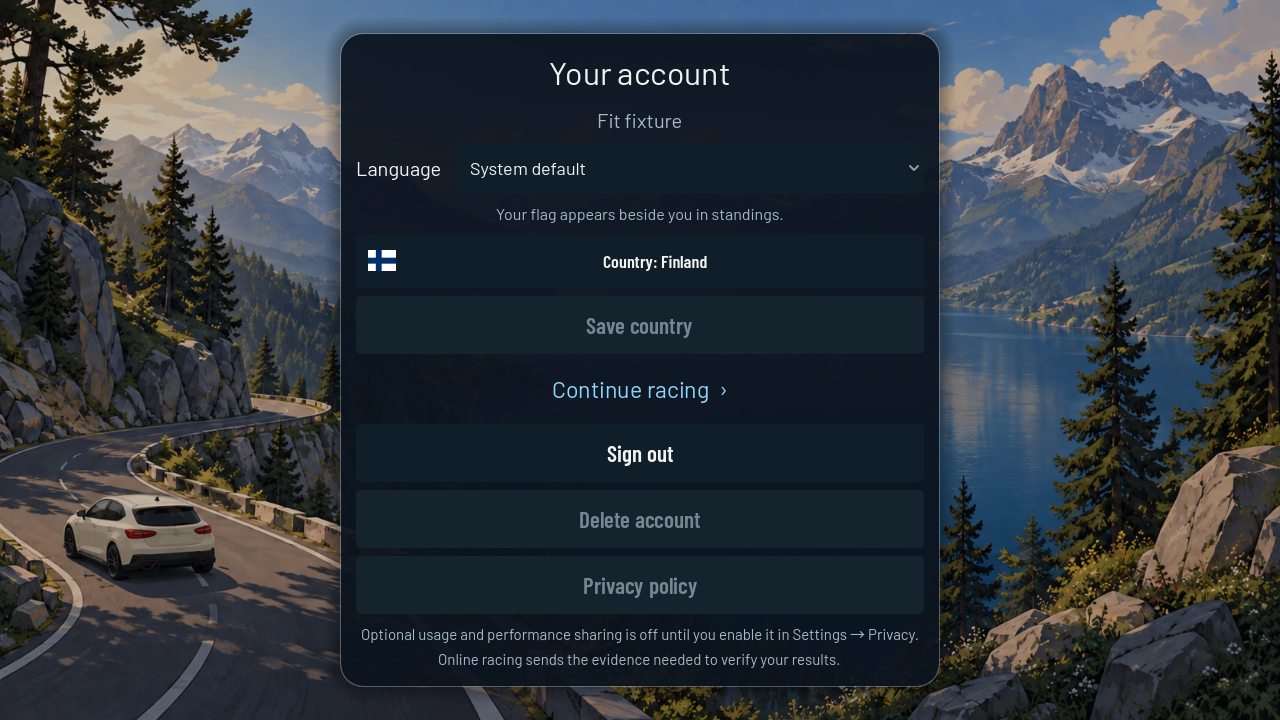 Your account
Fit fixture
Language
System default
Your flag appears beside you in standings.
Country: Finland
Save country
Continue racing ›
Sign out
Delete account
Privacy policy
Optional usage and performance sharing is off until you enable it in Settings → Privacy.
Online racing sends the evidence needed to verify your results.